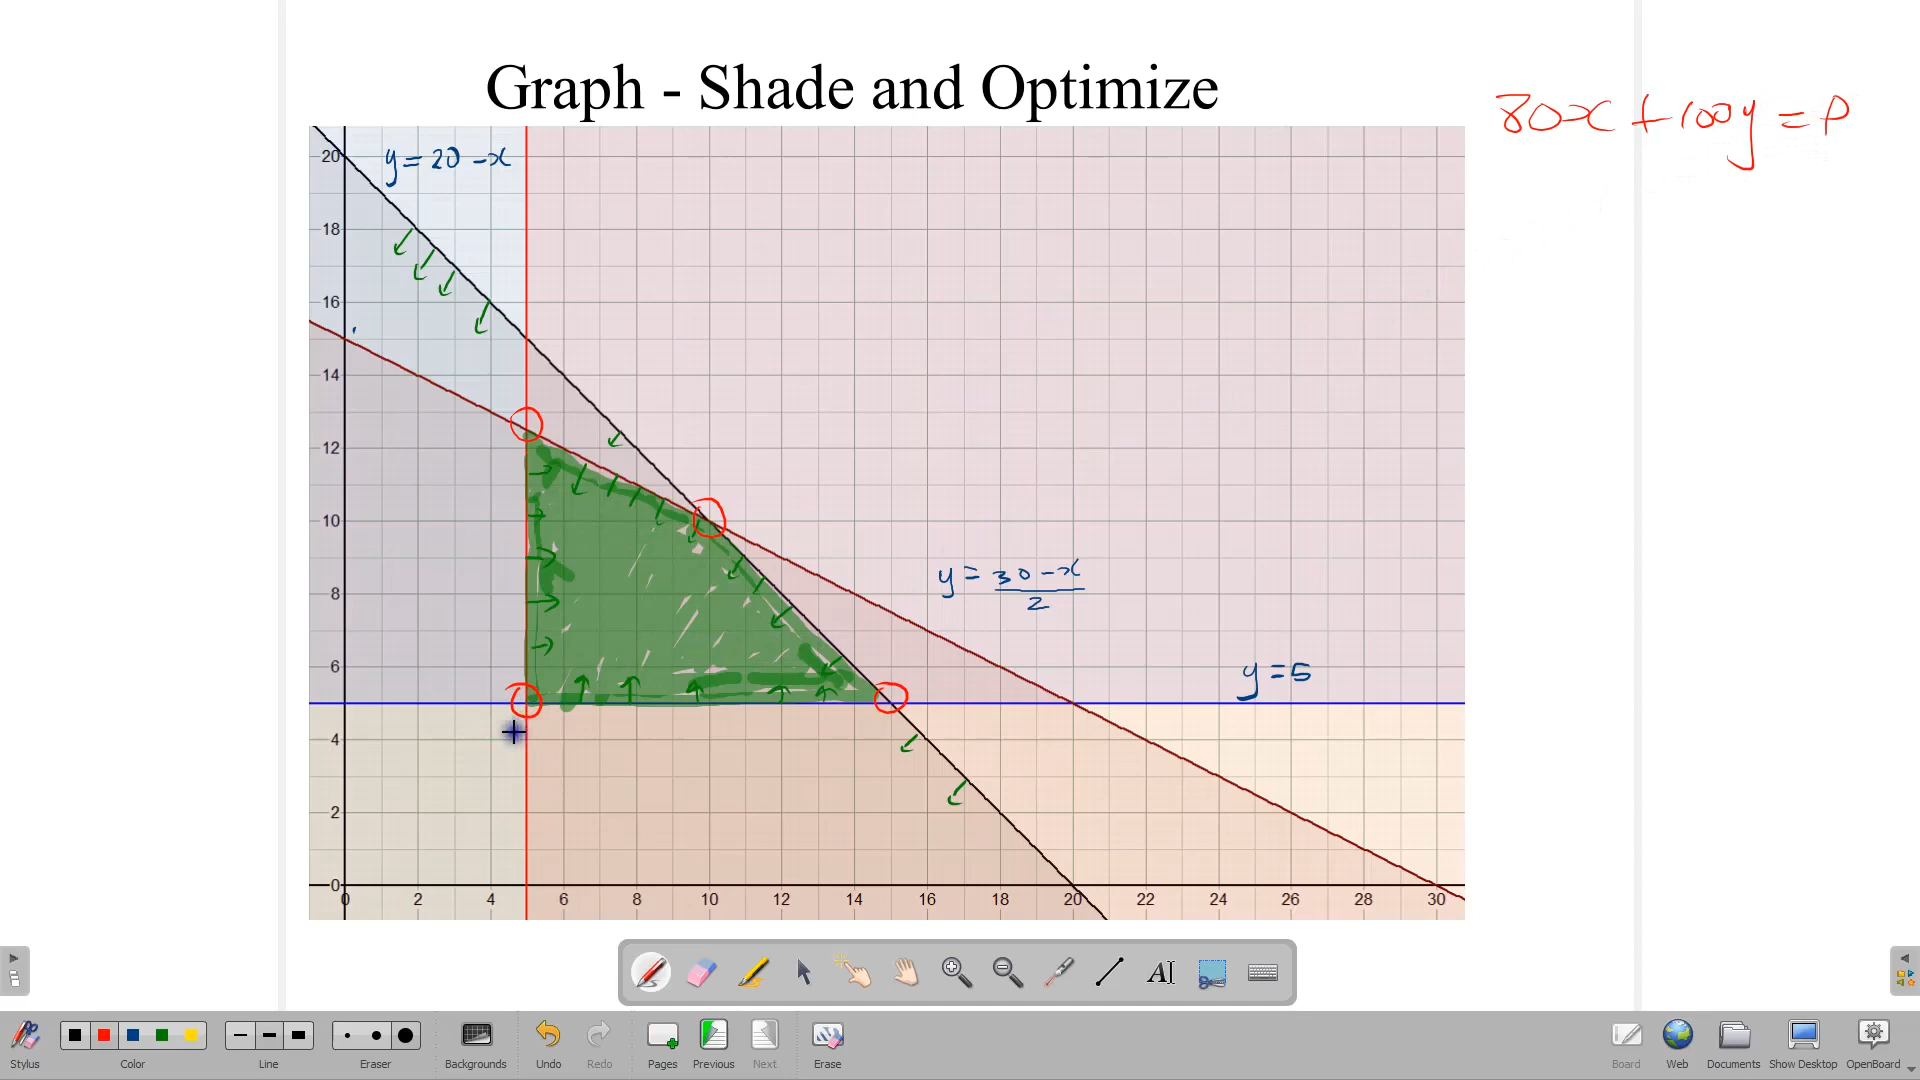 Graph - Shade and Optimize
80x + 100y = P
y = 20 - x
20
18
16
14
12
10
8
6
4
2
0
y = 30 - x / 2
y = 5
0 2 4 6 8 10 12 14 16 18 20 22 24 26 28 30
AI
Stylus Color Line Eraser Backgrounds Undo Redo Pages Previous Next Erase Board Web Documents Show Desktop OpenBoard